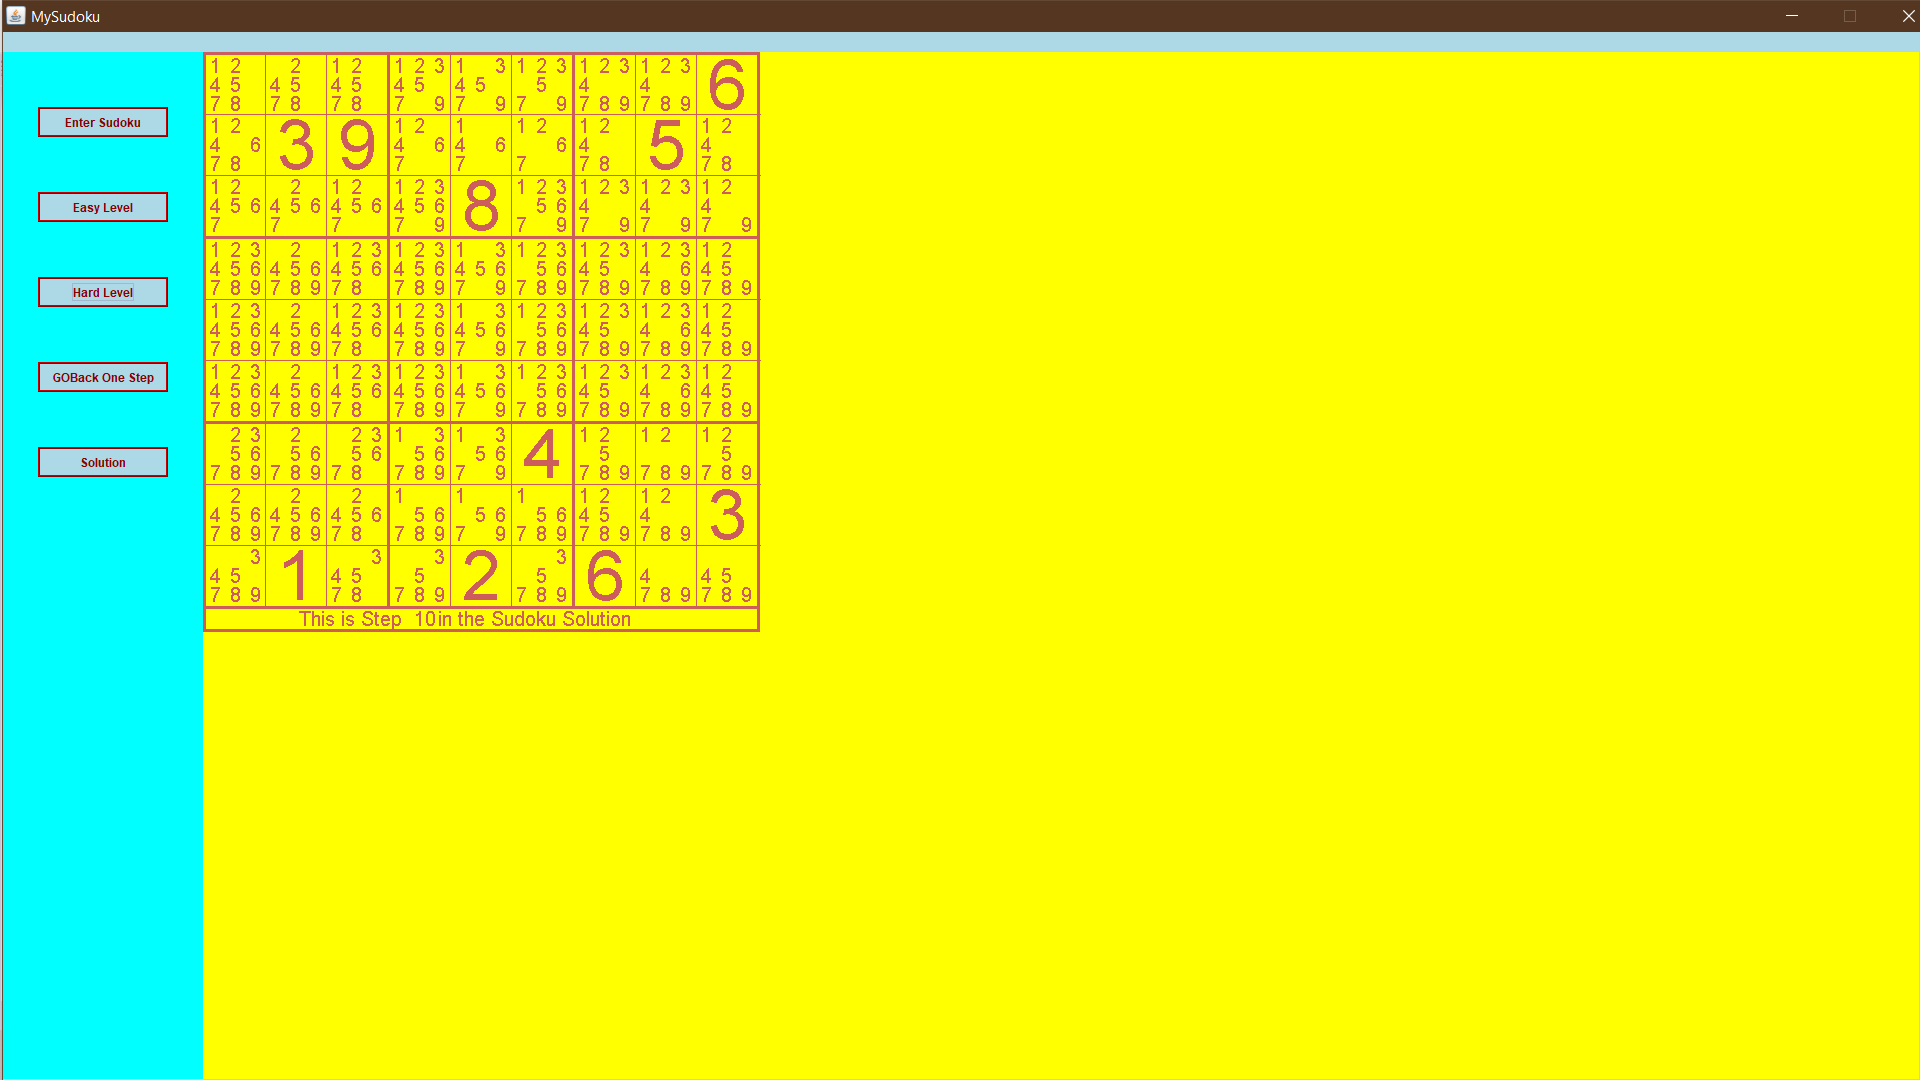 MySudoku
Enter Sudoku
Easy Level
Hard Level
GOBack One Step
Solution
1 2 2 1 2 1 2 3 1 3 1 2 3 1 2 3 1 2 3
4 5 4 5 4 5 4 5 4 5 5 4 4 6
7 8 7 8 7 8 7 9 7 9 7 9 7 8 9 7 8 9
1 2 1 2 1 1 2 1 2 1 2
4 6 3 9 4 6 4 6 6 4 5 4
7 8 7 7 7 7 8 7 8
1 2 2 1 2 1 2 3 1 2 3 1 2 3 1 2 3 1 2
4 5 6 4 5 6 4 5 6 4 5 6 8 5 6 4 4 4
7 7 7 7 9 7 9 7 9 7 9 7 9
1 2 3 2 1 2 3 1 2 3 1 3 1 2 3 1 2 3 1 2 3 1 2
4 5 6 4 5 6 4 5 6 4 5 6 4 5 6 5 6 4 5 4 6 4 5
7 8 9 7 8 9 7 8 7 8 9 7 9 7 8 9 7 8 9 7 8 9 7 8 9
1 2 3 2 1 2 3 1 2 3 1 3 1 2 3 1 2 3 1 2 3 1 2
4 5 6 4 5 6 4 5 6 4 5 6 4 5 6 5 6 4 5 4 6 4 5
7 8 9 7 8 9 7 8 7 8 9 7 9 7 8 9 7 8 9 7 8 9 7 8 9
1 2 3 2 1 2 3 1 2 3 1 3 1 2 3 1 2 3 1 2 3 1 2
4 5 6 4 5 6 4 5 6 4 5 6 4 5 6 5 6 4 5 4 6 4 5
7 8 9 7 8 9 7 8 7 8 9 7 9 7 8 9 7 8 9 7 8 9 7 8 9
2 3 2 2 3 1 3 1 3 1 2 1 2 1 2
5 6 5 6 5 6 5 6 5 6 4 5 5
7 8 9 7 8 9 7 8 7 8 9 7 9 7 8 9 7 8 9 7 8 9
2 2 2 1 1 1 1 2 1 2
4 5 6 4 5 6 4 5 6 5 6 5 6 5 6 4 5 4 3
7 8 9 7 8 9 7 8 7 8 9 7 9 7 8 9 7 8 9 7 8 9
3 3 3 3
4 5 1 4 5 5 2 5 6 4 4 5
7 8 9 7 8 7 8 9 7 8 9 7 8 9 7 8 9
This is Step 10in the Sudoku Solution